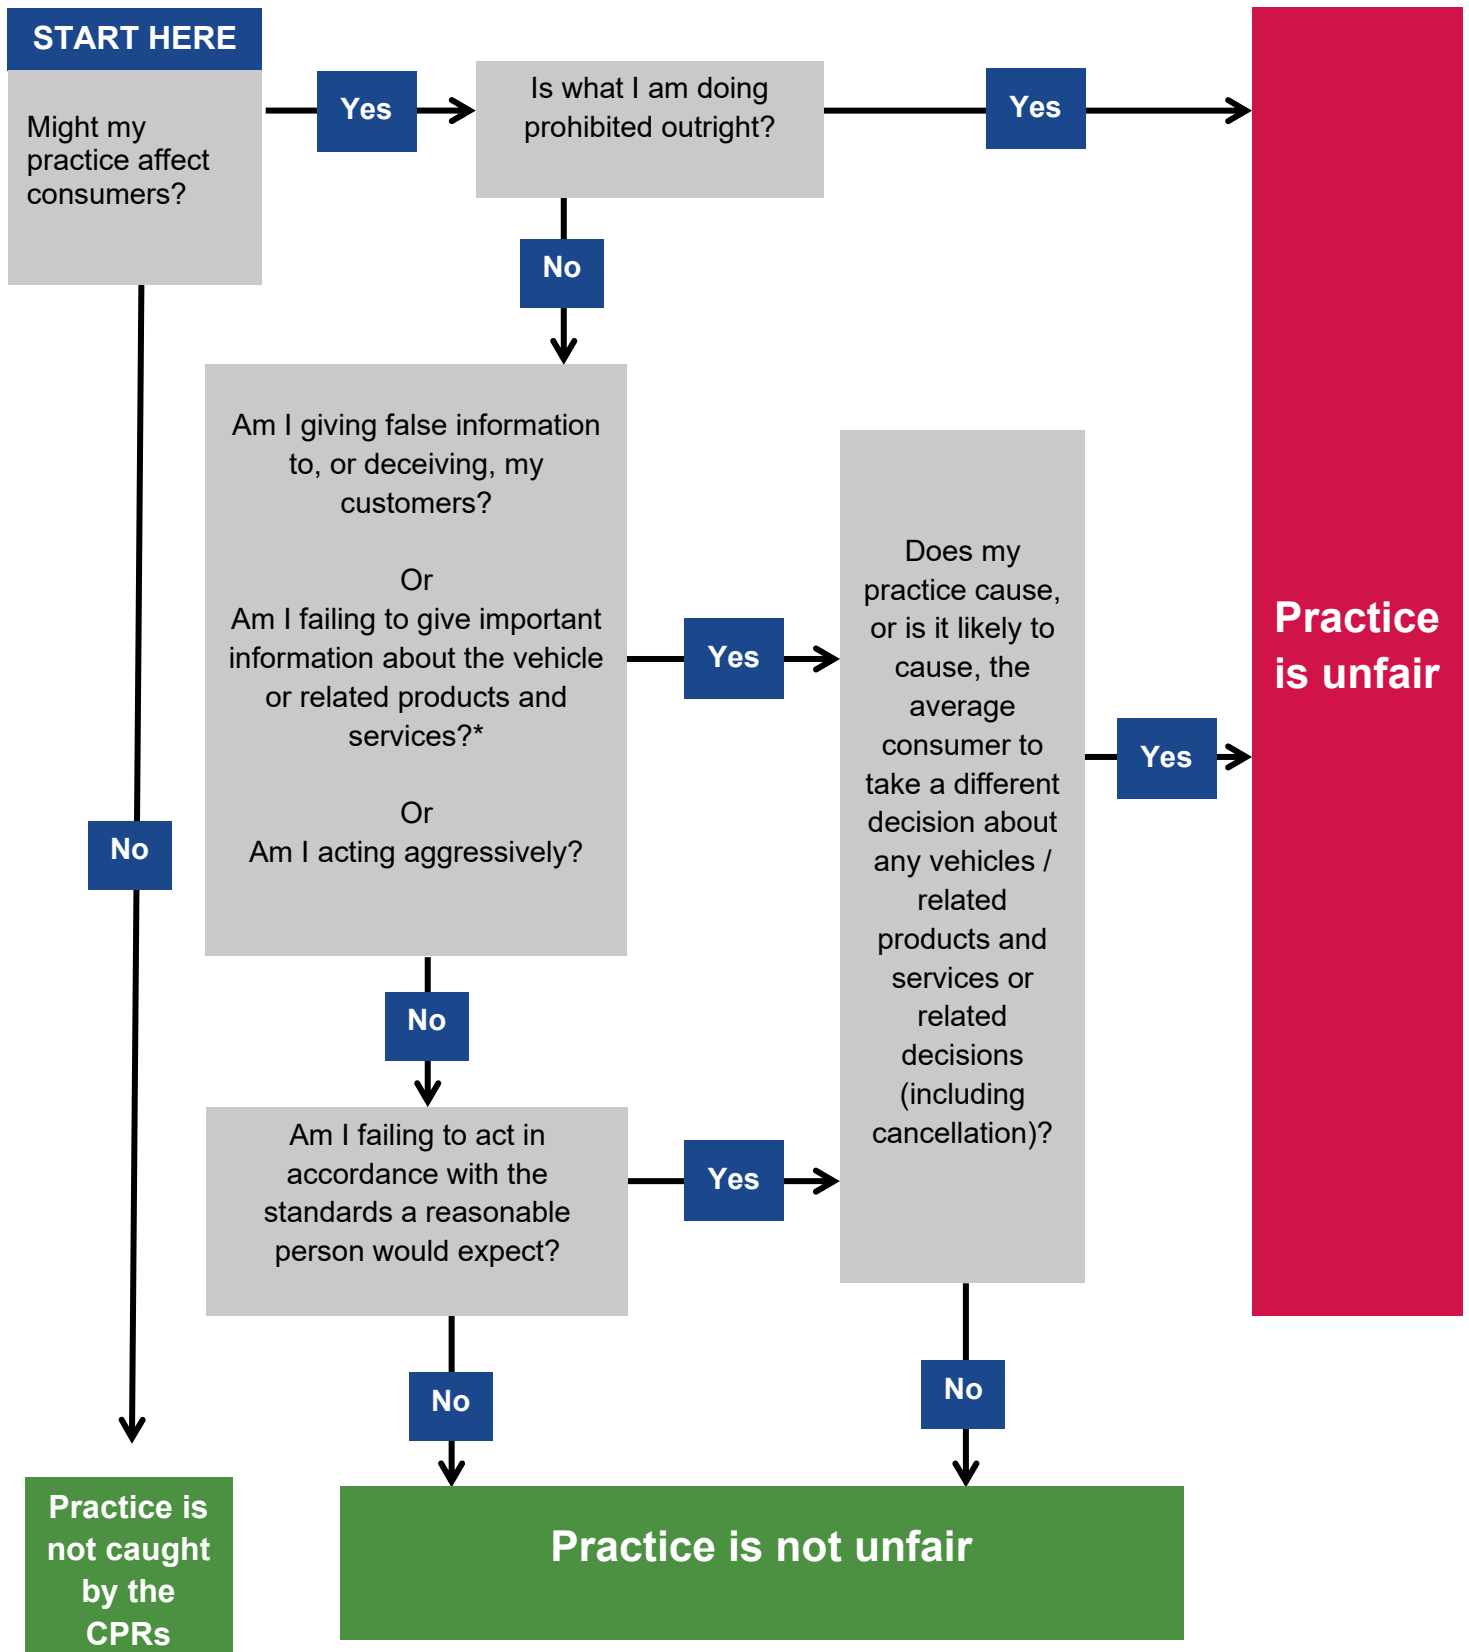 START HERE
Might my
practice affect
consumers?
Yes
Is what I am doing
prohibited outright?
Yes
No
Am I giving false information
to, or deceiving, my
customers?
Or
Am I failing to give important
information about the vehicle
or related products and
services?*
Or
Am I acting aggressively?
Yes
Does my
practice cause,
or is it likely to
cause, the
average
consumer to
take a different
decision about
any vehicles /
related
products and
services or
related
decisions
(including
cancellation)?
Yes
Practice
is unfair
No
No
Am I failing to act in
accordance with the
standards a reasonable
person would expect?
Yes
No
No
Practice is
not caught
by the
CPRs
Practice is not unfair